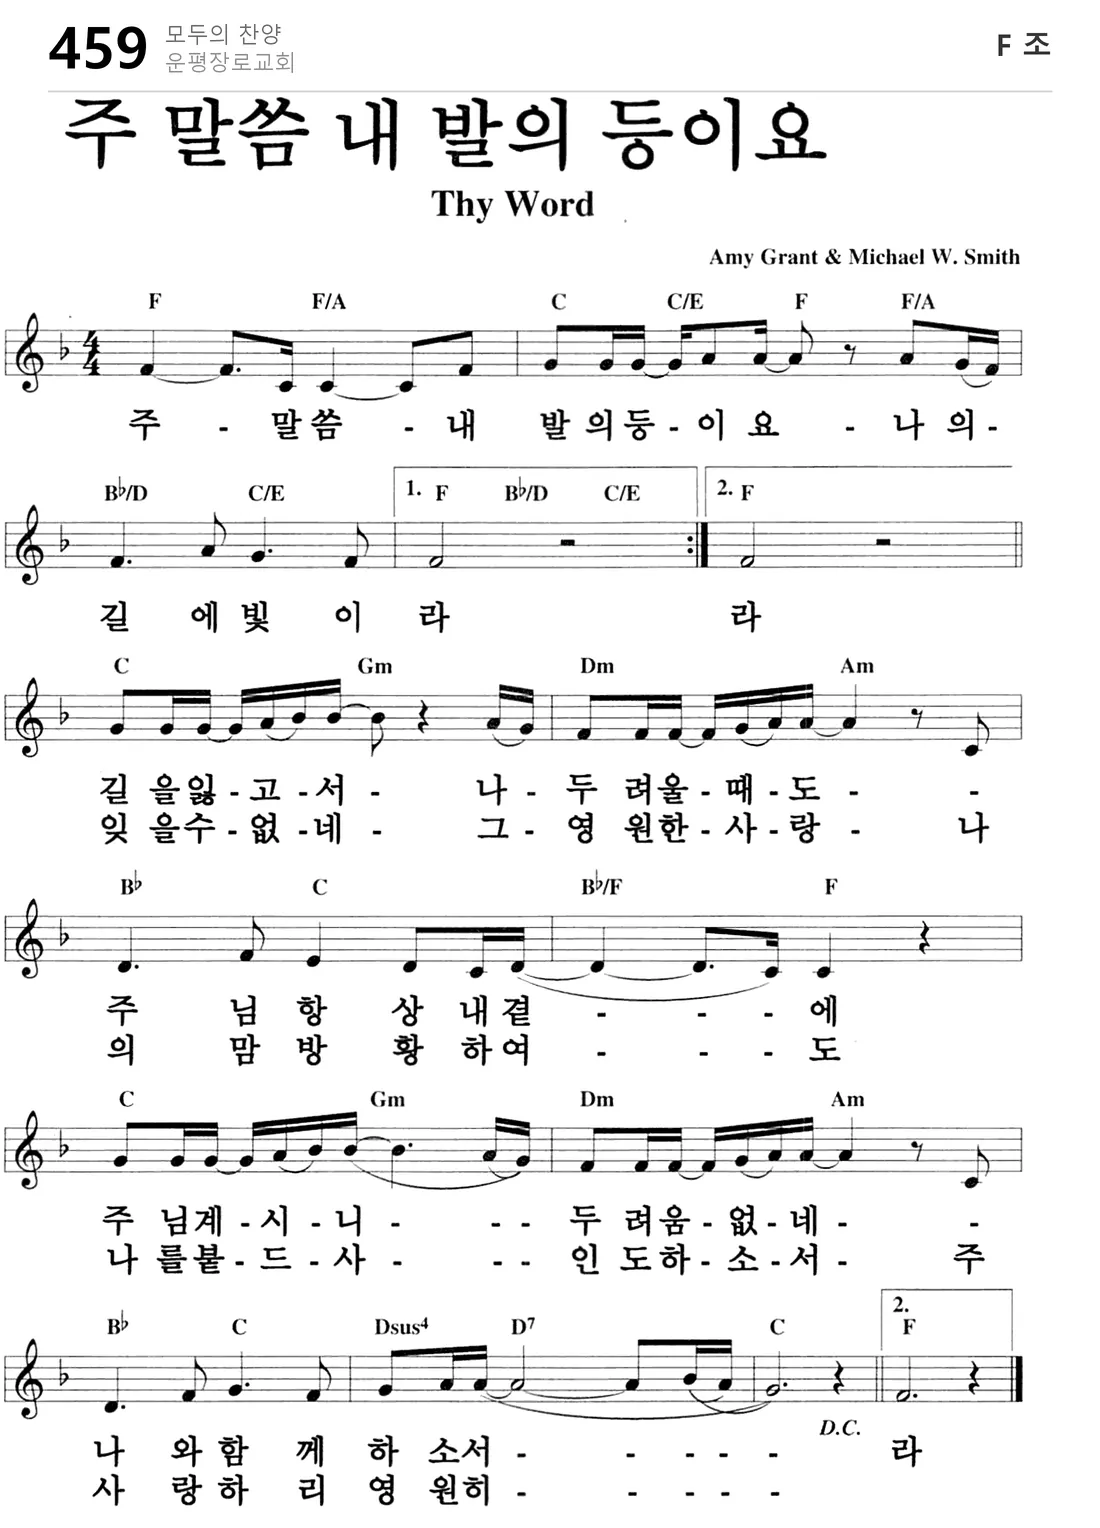 459 모두의 찬양 F 조
운평장로교회
주 말씀 내 발의 등이요
Thy Word
Amy Grant & Michael W. Smith
F F/A C C/E F F/A
4
4
주 - 말 씀 - 내 발 의 등 - 이 요 - 나 의 -
B♭/D C/E 1. F B♭/D C/E 2. F
길 에 빛 이 라 라
C Gm Dm Am
길 을 잃 - 고 - 서 - 나 - 두 려 울 - 때 - 도 - -
잊 을 수 - 없 - 네 - 그 - 영 원 한 - 사 - 랑 - 나
B♭ C B♭/F F
주 님 항 상 내 곁 - - - 에
의 맘 방 황 하 여 - - - 도
C Gm Dm Am
주 님 계 - 시 - 니 - - - 두 려 움 - 없 - 네 - -
나 를 붙 - 드 - 사 - - - 인 도 하 - 소 - 서 - 주
2.
B♭ C Dsus4 D7 C F
D.C.
나 와 함 께 하 소 서 - - - - - 라
사 랑 하 리 영 원 히 - - - - -